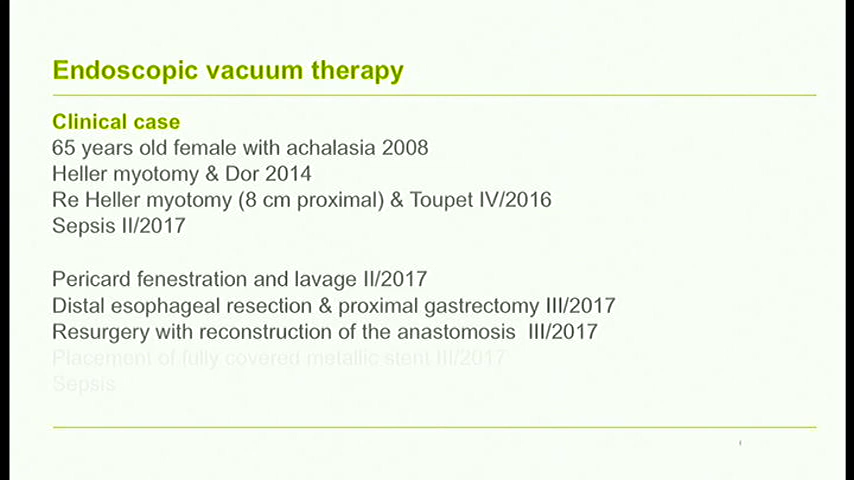 Endoscopic vacuum therapy
Clinical case
65 years old female with achalasia 2008
Heller myotomy & Dor 2014
Re Heller myotomy (8 cm proximal) & Toupet IV/2016
Sepsis II/2017
Pericard fenestration and lavage II/2017
Distal esophageal resection & proximal gastrectomy III/2017
Resurgery with reconstruction of the anastomosis III/2017
Placement of fully covered metallic stent III/2017
Sepsis